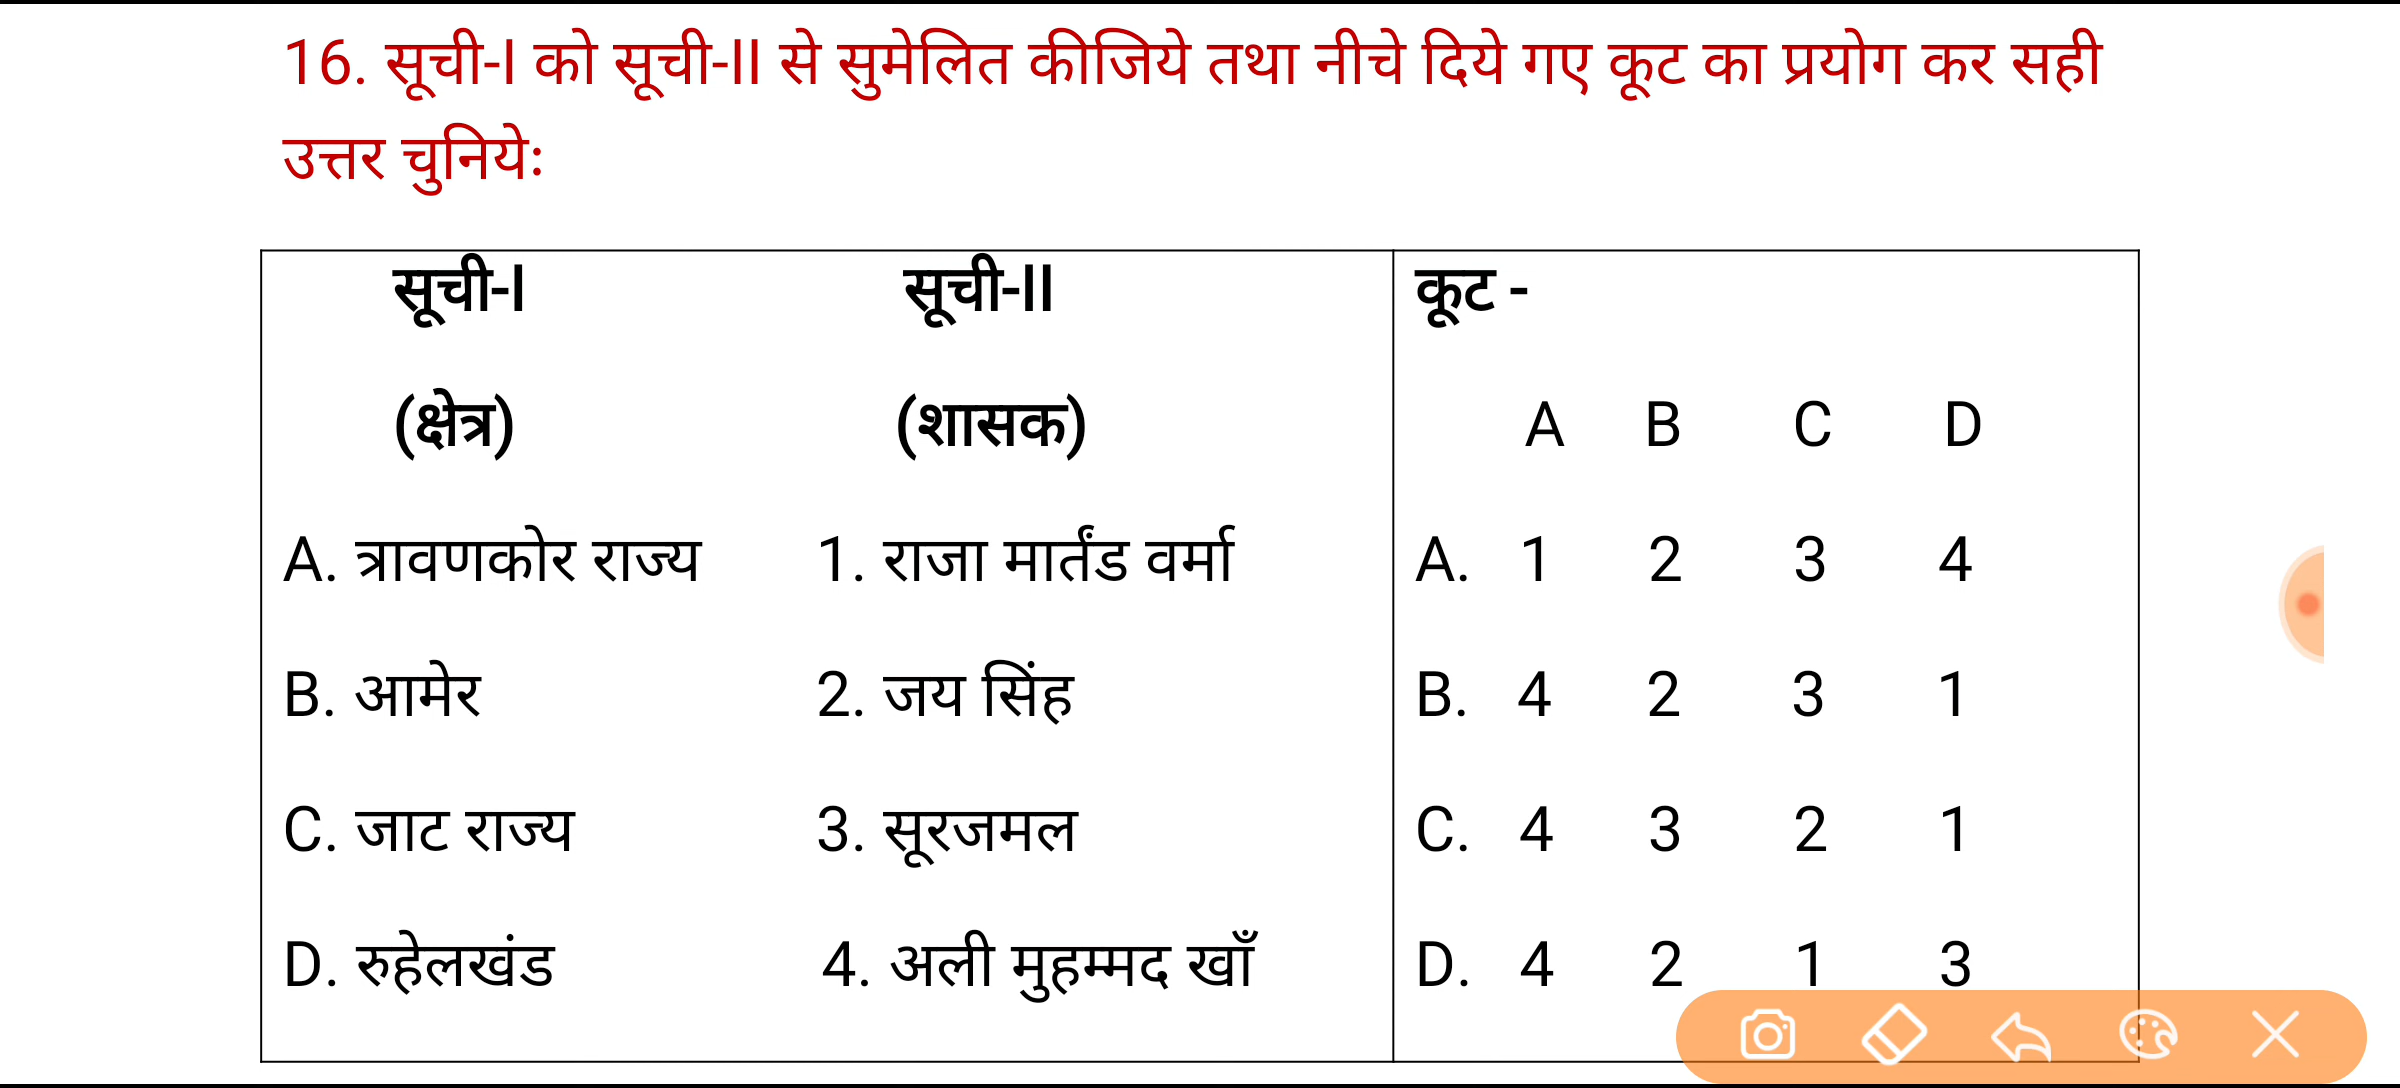 16. सूची-I को सूची-II से सुमेलित कीजिये तथा नीचे दिये गए कूट का प्रयोग कर सही
उत्तर चुनियेः
सूची-I सूची-II कूट -
(क्षेत्र) (शासक) A B C D
A. त्रावणकोर राज्य 1. राजा मार्तंड वर्मा A. 1 2 3 4
B. आमेर 2. जय सिंह B. 4 2 3 1
C. जाट राज्य 3. सूरजमल C. 4 3 2 1
D. रुहेलखंड 4. अली मुहम्मद खाँ D. 4 2 1 3